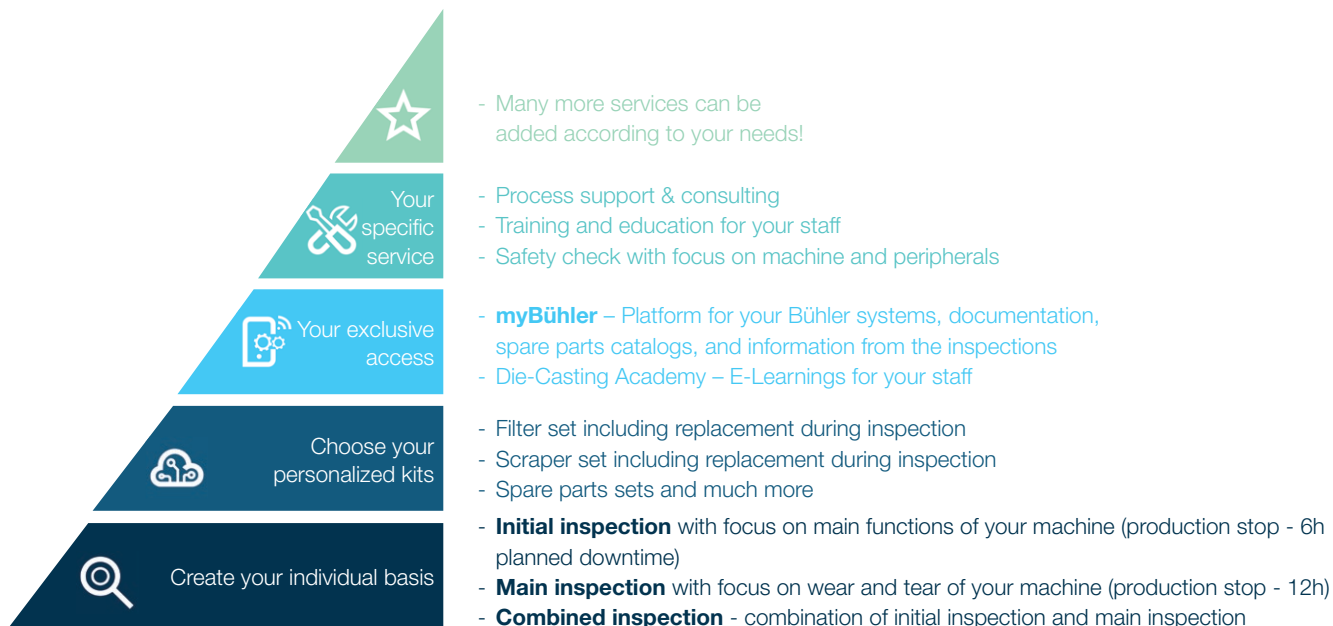 - Many more services can be
added according to your needs!
Your
specific
service
- Process support & consulting
- Training and education for your staff
- Safety check with focus on machine and peripherals
Your exclusive
access
- myBühler – Platform for your Bühler systems, documentation,
spare parts catalogs, and information from the inspections
- Die-Casting Academy – E-Learnings for your staff
Choose your
personalized kits
- Filter set including replacement during inspection
- Scraper set including replacement during inspection
- Spare parts sets and much more
Create your individual basis
- Initial inspection with focus on main functions of your machine (production stop - 6h
planned downtime)
- Main inspection with focus on wear and tear of your machine (production stop - 12h)
- Combined inspection - combination of initial inspection and main inspection